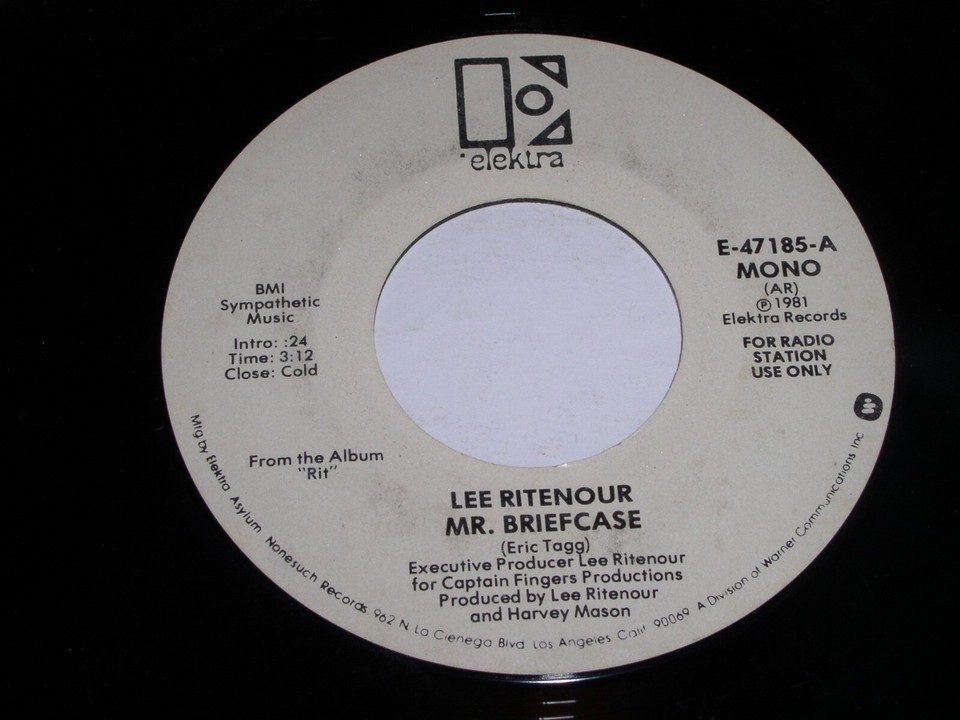 elektra
E-47185-A
MONO
(AR)
Ⓟ 1981
Elektra Records
FOR RADIO
STATION
USE ONLY
BMI
Sympathetic
Music
Intro: :24
Time: 3:12
Close: Cold
From the Album
"Rit"
LEE RITENOUR
MR. BRIEFCASE
(Eric Tagg)
Executive Producer Lee Ritenour
for Captain Fingers Productions
Produced by Lee Ritenour
and Harvey Mason
Mfg by Elektra Asylum Nonesuch Records 962 N La Cienega Blvd Los Angeles Calif 90069 A Division of Warner Communications Inc